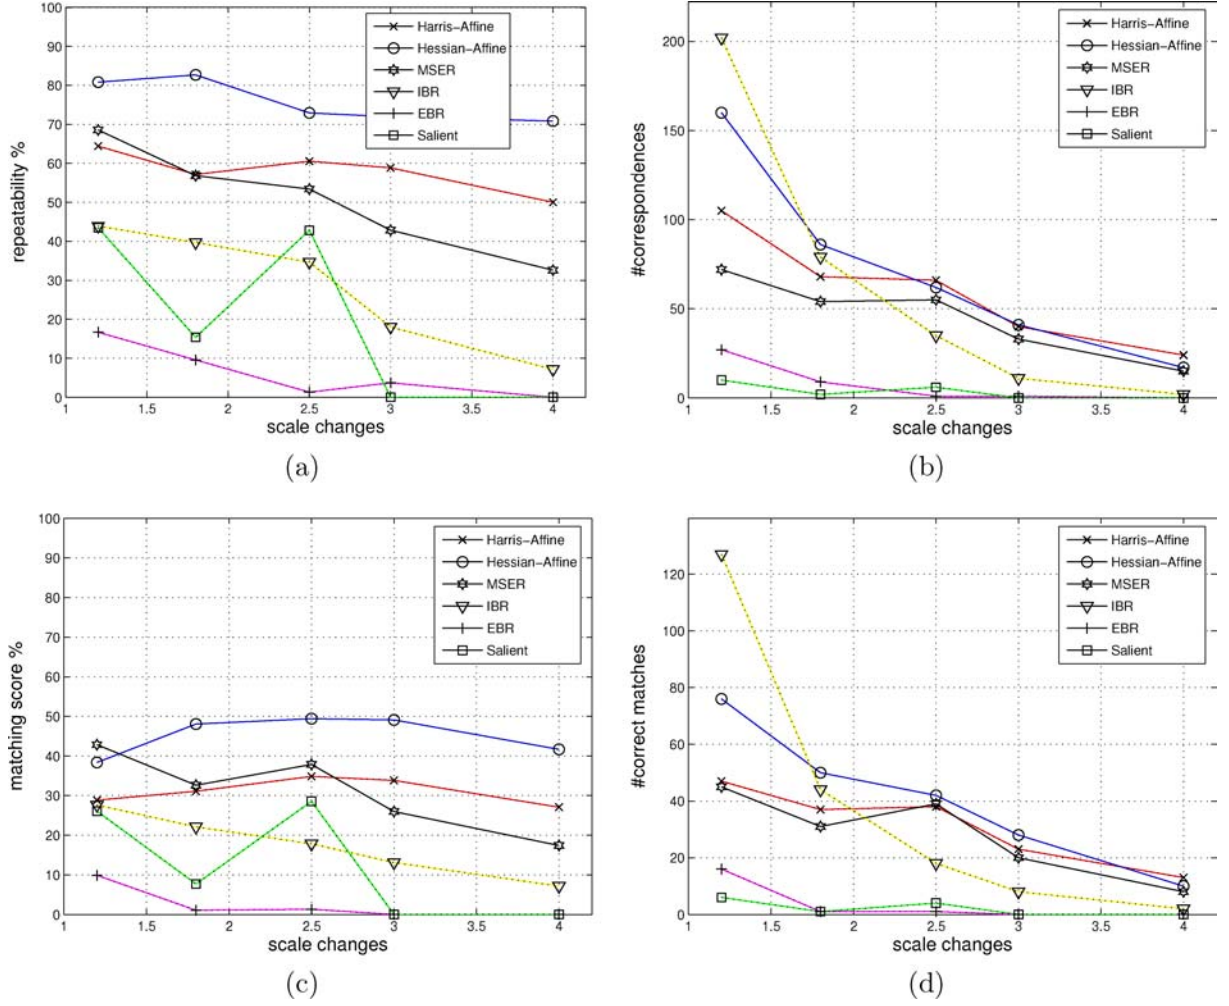 100
90
80
70
60
50
40
30
20
10
0
repeatability %
1
1.5
2
2.5
3
3.5
4
scale changes
Harris-Affine
Hessian-Affine
MSER
IBR
EBR
Salient
(a)
200
150
100
50
0
#correspondences
1
1.5
2
2.5
3
3.5
4
scale changes
Harris-Affine
Hessian-Affine
MSER
IBR
EBR
Salient
(b)
100
90
80
70
60
50
40
30
20
10
0
matching score %
1
1.5
2
2.5
3
3.5
4
scale changes
Harris-Affine
Hessian-Affine
MSER
IBR
EBR
Salient
(c)
120
100
80
60
40
20
0
#correct matches
1
1.5
2
2.5
3
3.5
4
scale changes
Harris-Affine
Hessian-Affine
MSER
IBR
EBR
Salient
(d)